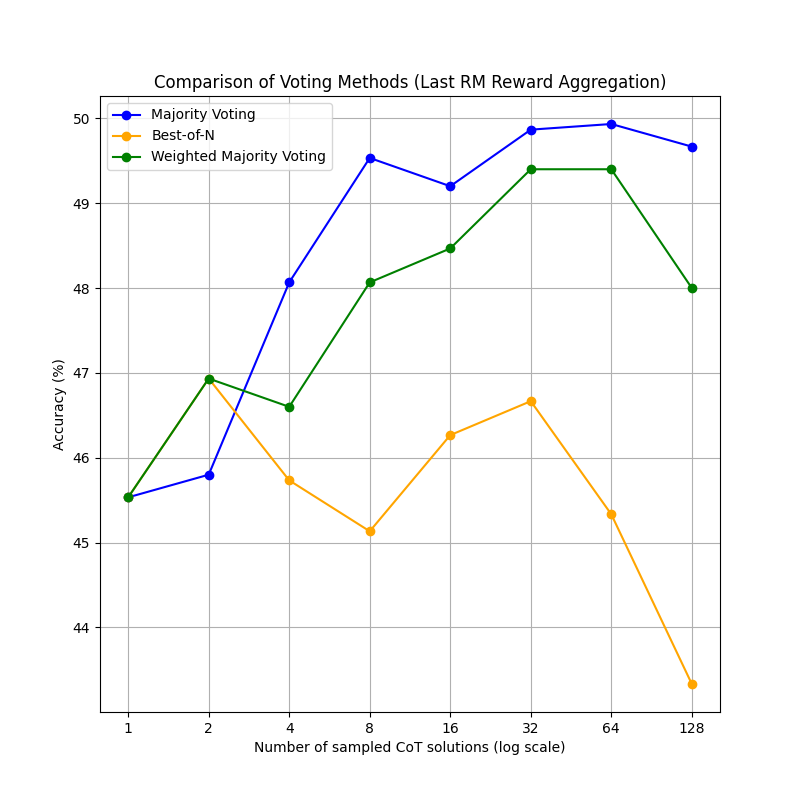 Comparison of Voting Methods (Last RM Reward Aggregation)
Majority Voting
Best-of-N
Weighted Majority Voting
Accuracy (%)
50
49
48
47
46
45
44
1 2 4 8 16 32 64 128
Number of sampled CoT solutions (log scale)